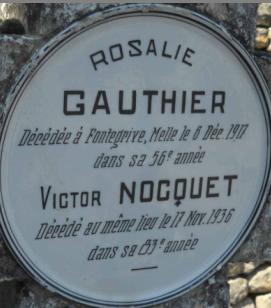 ROSALIE
GAUTHIER
Décédée à Fontegrive, Melle le 6 Déc. 1917
dans sa 56e année
VICTOR NOCQUET
Décédé au même lieu le 17 Nov. 1936
dans sa 83e année